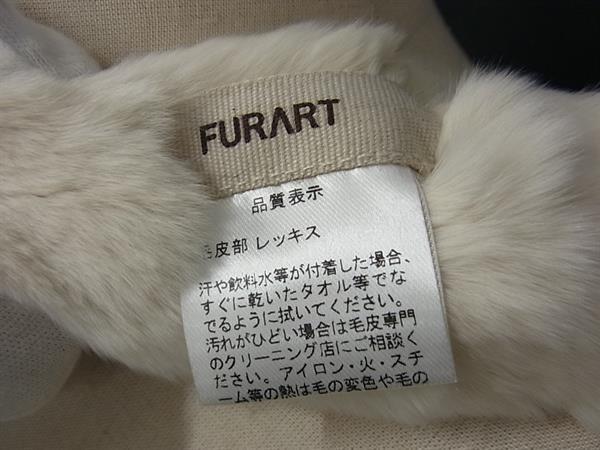 FURART
品質表示
毛皮部 レッキス
汗や飲料水等が付着した場合、
すぐに乾いたタオル等でな
でるように拭いてください。
汚れがひどい場合は毛皮専門
のクリーニング店にご相談く
ださい。アイロン・火・スチ
ーム等の熱は毛の変色や毛の